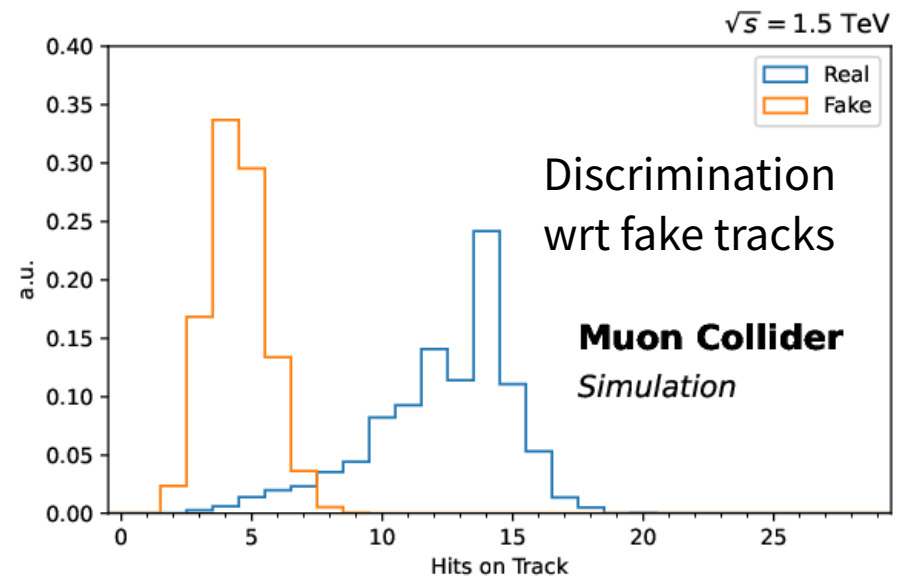 √s = 1.5 TeV
0.40
0.35
0.30
0.25
0.20
0.15
0.10
0.05
0.00
a.u.
Real
Fake
Discrimination
wrt fake tracks
Muon Collider
Simulation
0 5 10 15 20 25
Hits on Track